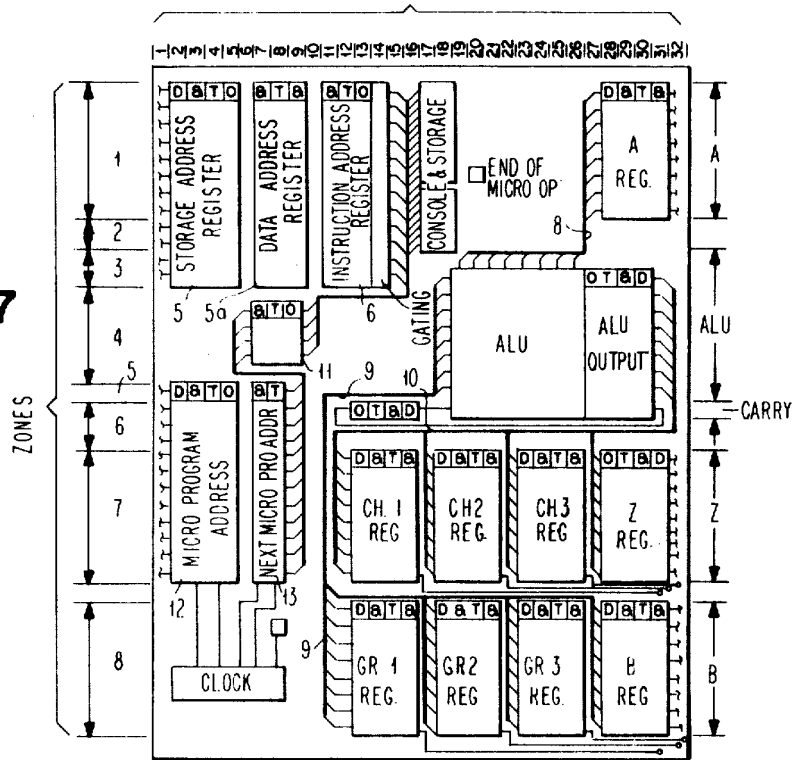 1 2 3 4 5 6 7 8 9 10 11 12 13 14 15 16 17 18 19 20 21 22 23 24 25 26 27 28 29 30 31 32
7
ZONES
1
2
3
4
5
6
7
8
D & T O
STORAGE ADDRESS REGISTER
5
& T &
DATA ADDRESS REGISTER
5a
& T O
INSTRUCTION ADDRESS REGISTER
6
GATING
CONSOLE & STORAGE
END OF
MICRO OP
8
D & T &
A
REG.
A
& T O
11
ALU
O T & D
ALU
OUTPUT
ALU
9
10
O T & D
CARRY
D & T O
MICRO PROGRAM ADDRESS
12
& T
NEXT MICRO PRO ADDR
13
CLOCK
D & T &
CH. 1
REG
D & T &
CH2
REG
D & T &
CH3
REG
O T & D
Z
REG.
Z
9
D & T &
GR 1
REG.
D & T &
GR2
REG
D & T &
GR 3
REG.
D & T &
B
REG.
B